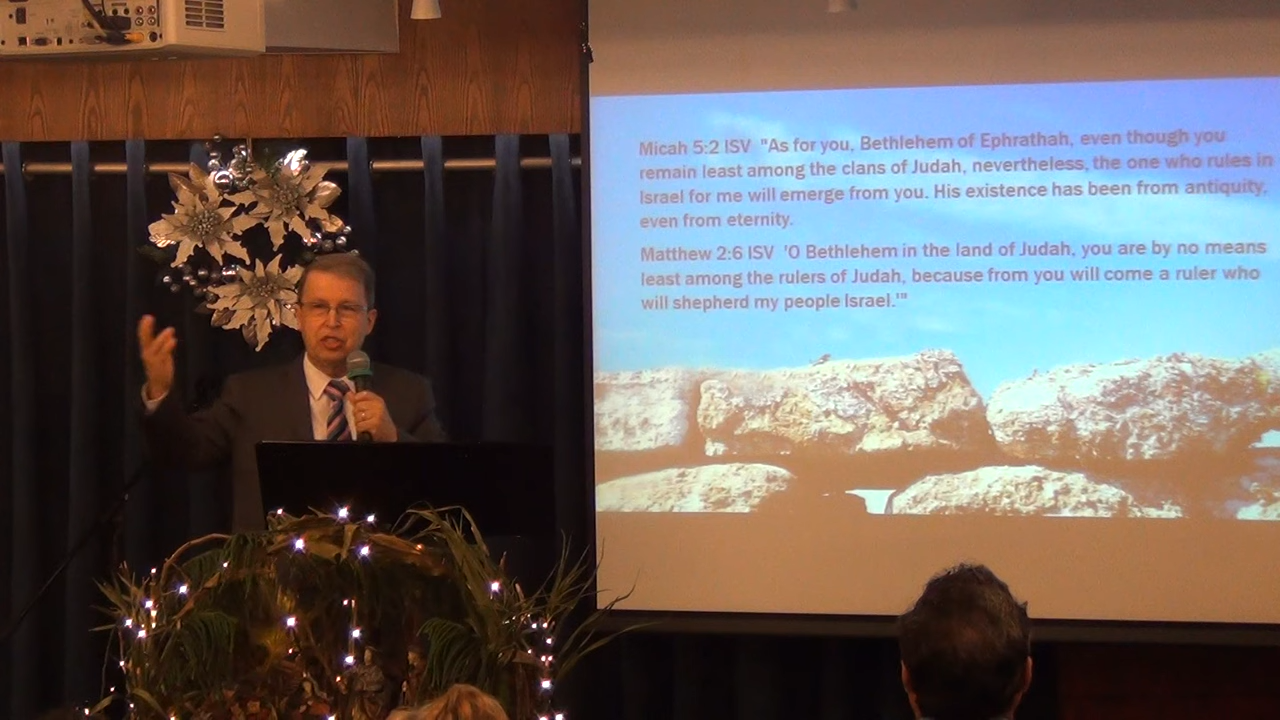 Micah 5:2 ISV "As for you, Bethlehem of Ephrathah, even though you
remain least among the clans of Judah, nevertheless, the one who rules in
Israel for me will emerge from you. His existence has been from antiquity,
even from eternity.
Matthew 2:6 ISV 'O Bethlehem in the land of Judah, you are by no means
least among the rulers of Judah, because from you will come a ruler who
will shepherd my people Israel.'"